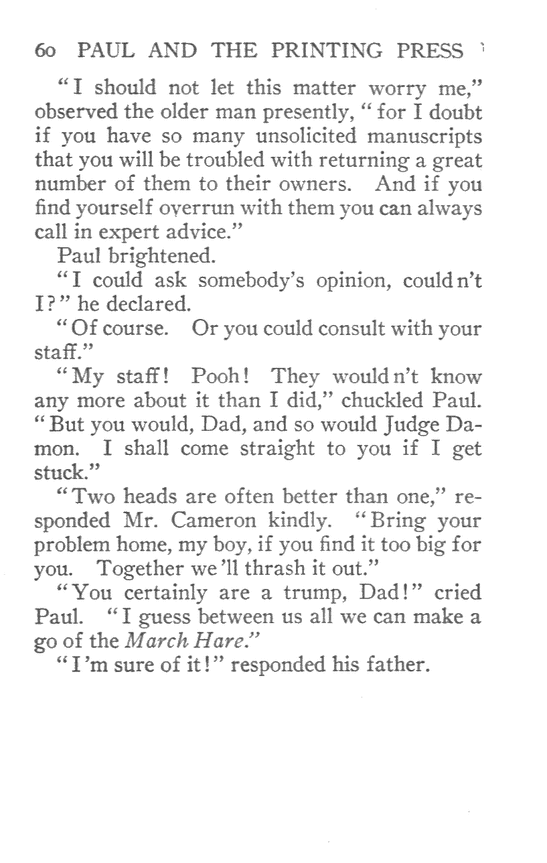 60 PAUL AND THE PRINTING PRESS
“I should not let this matter worry me,”
observed the older man presently, “for I doubt
if you have so many unsolicited manuscripts
that you will be troubled with returning a great
number of them to their owners. And if you
find yourself overrun with them you can always
call in expert advice.”
Paul brightened.
“I could ask somebody’s opinion, couldn’t
I?” he declared.
“Of course. Or you could consult with your
staff.”
“My staff! Pooh! They wouldn’t know
any more about it than I did,” chuckled Paul.
“But you would, Dad, and so would Judge Da-
mon. I shall come straight to you if I get
stuck.”
“Two heads are often better than one,” re-
sponded Mr. Cameron kindly. “Bring your
problem home, my boy, if you find it too big for
you. Together we’ll thrash it out.”
“You certainly are a trump, Dad!” cried
Paul. “I guess between us all we can make a
go of the March Hare.”
“I’m sure of it!” responded his father.